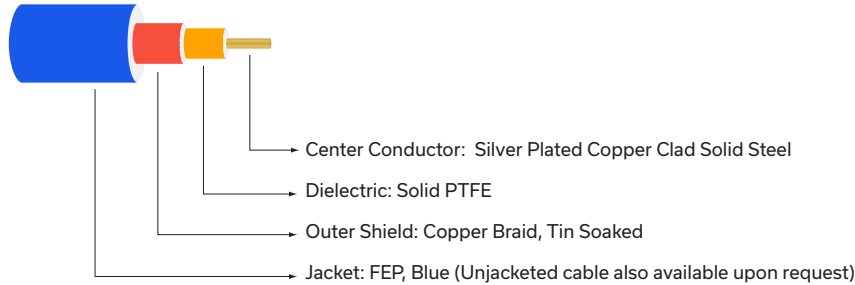 Center Conductor: Silver Plated Copper Clad Solid Steel
Dielectric: Solid PTFE
Outer Shield: Copper Braid, Tin Soaked
Jacket: FEP, Blue (Unjacketed cable also available upon request)